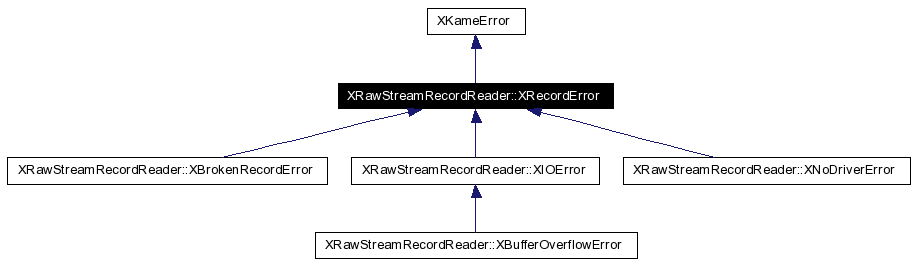 XKameError
XRawStreamRecordReader::XRecordError
XRawStreamRecordReader::XBrokenRecordError
XRawStreamRecordReader::XIOError
XRawStreamRecordReader::XNoDriverError
XRawStreamRecordReader::XBufferOverflowError